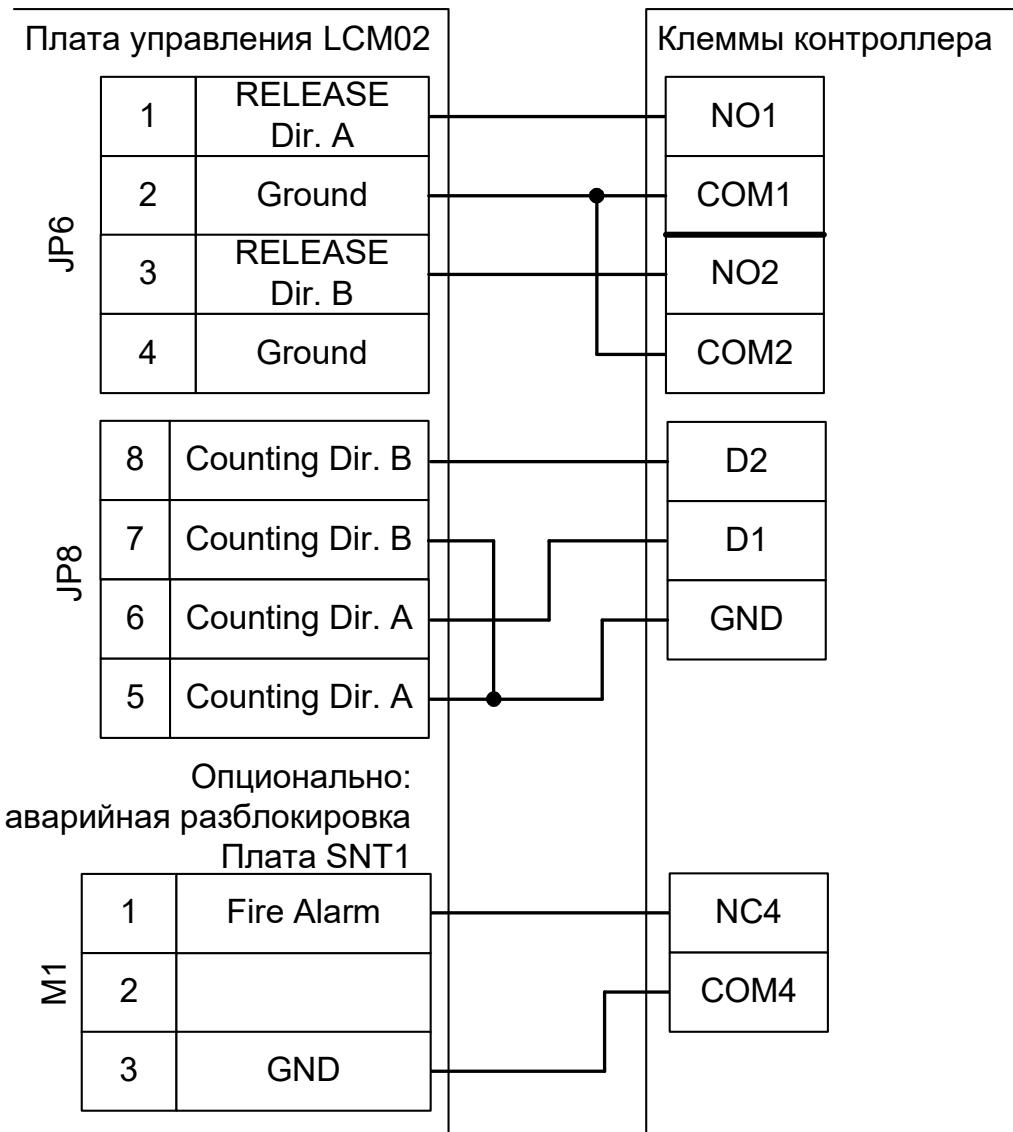 Плата управления LCM02
Клеммы контроллера
JP6
1
RELEASE
Dir. A
NO1
2
Ground
COM1
3
RELEASE
Dir. B
NO2
4
Ground
COM2
JP8
8
Counting Dir. B
D2
7
Counting Dir. B
D1
6
Counting Dir. A
GND
5
Counting Dir. A
Опционально:
аварийная разблокировка
Плата SNT1
M1
1
Fire Alarm
NC4
2
COM4
3
GND